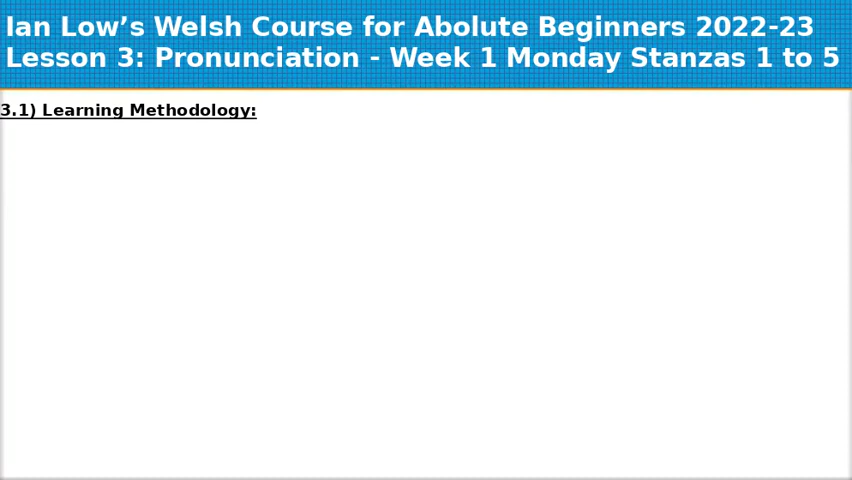 Ian Low’s Welsh Course for Abolute Beginners 2022-23
Lesson 3: Pronunciation - Week 1 Monday Stanzas 1 to 5
3.1) Learning Methodology: